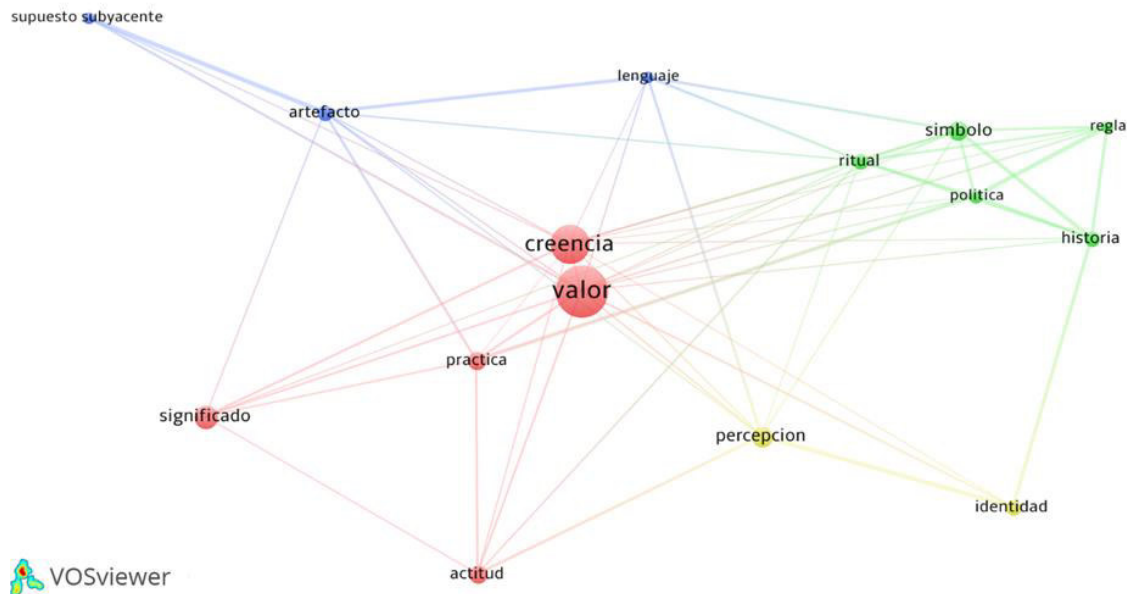 supuesto subyacente
lenguaje
artefacto
simbolo
regla
ritual
politica
historia
creencia
valor
practica
significado
percepcion
identidad
actitud
VOSviewer